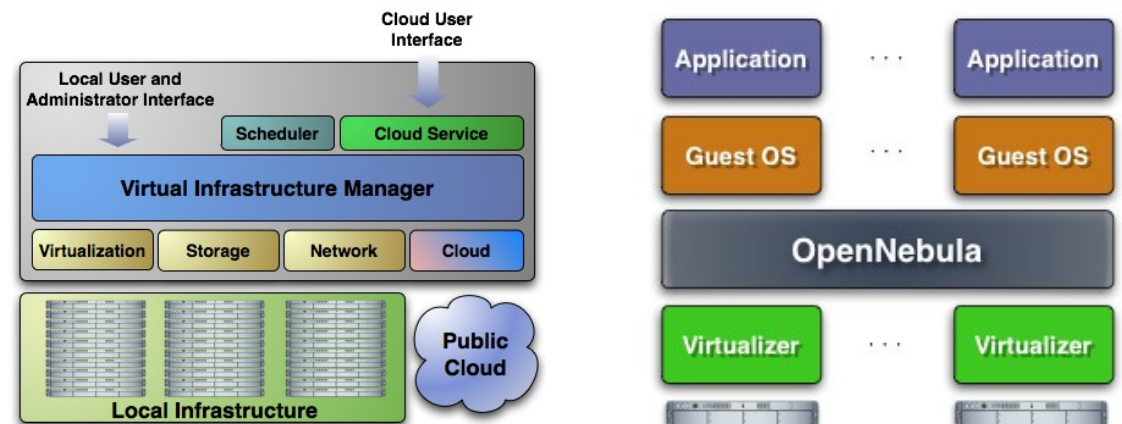 Cloud User
Interface
Local User and
Administrator Interface
Scheduler
Cloud Service
Virtual Infrastructure Manager
Virtualization
Storage
Network
Cloud
Public
Cloud
Local Infrastructure
Application
. . .
Application
Guest OS
. . .
Guest OS
OpenNebula
Virtualizer
. . .
Virtualizer